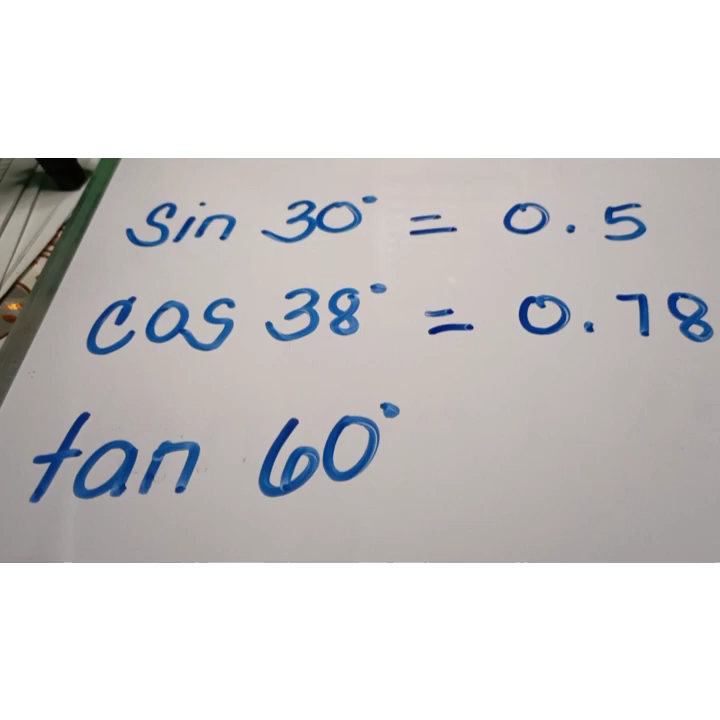 sin 30° = 0.5
cos 38° = 0.78
tan 60°